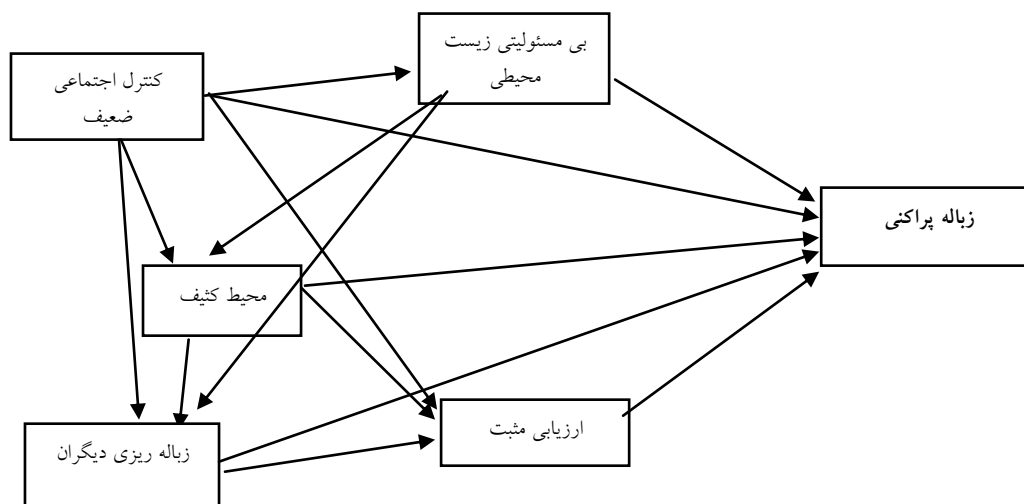 بی مسئولیتی زیست
محیطی
کنترل اجتماعی
ضعیف
زباله پراکنی
محیط کثیف
ارزیابی مثبت
زباله ریزی دیگران